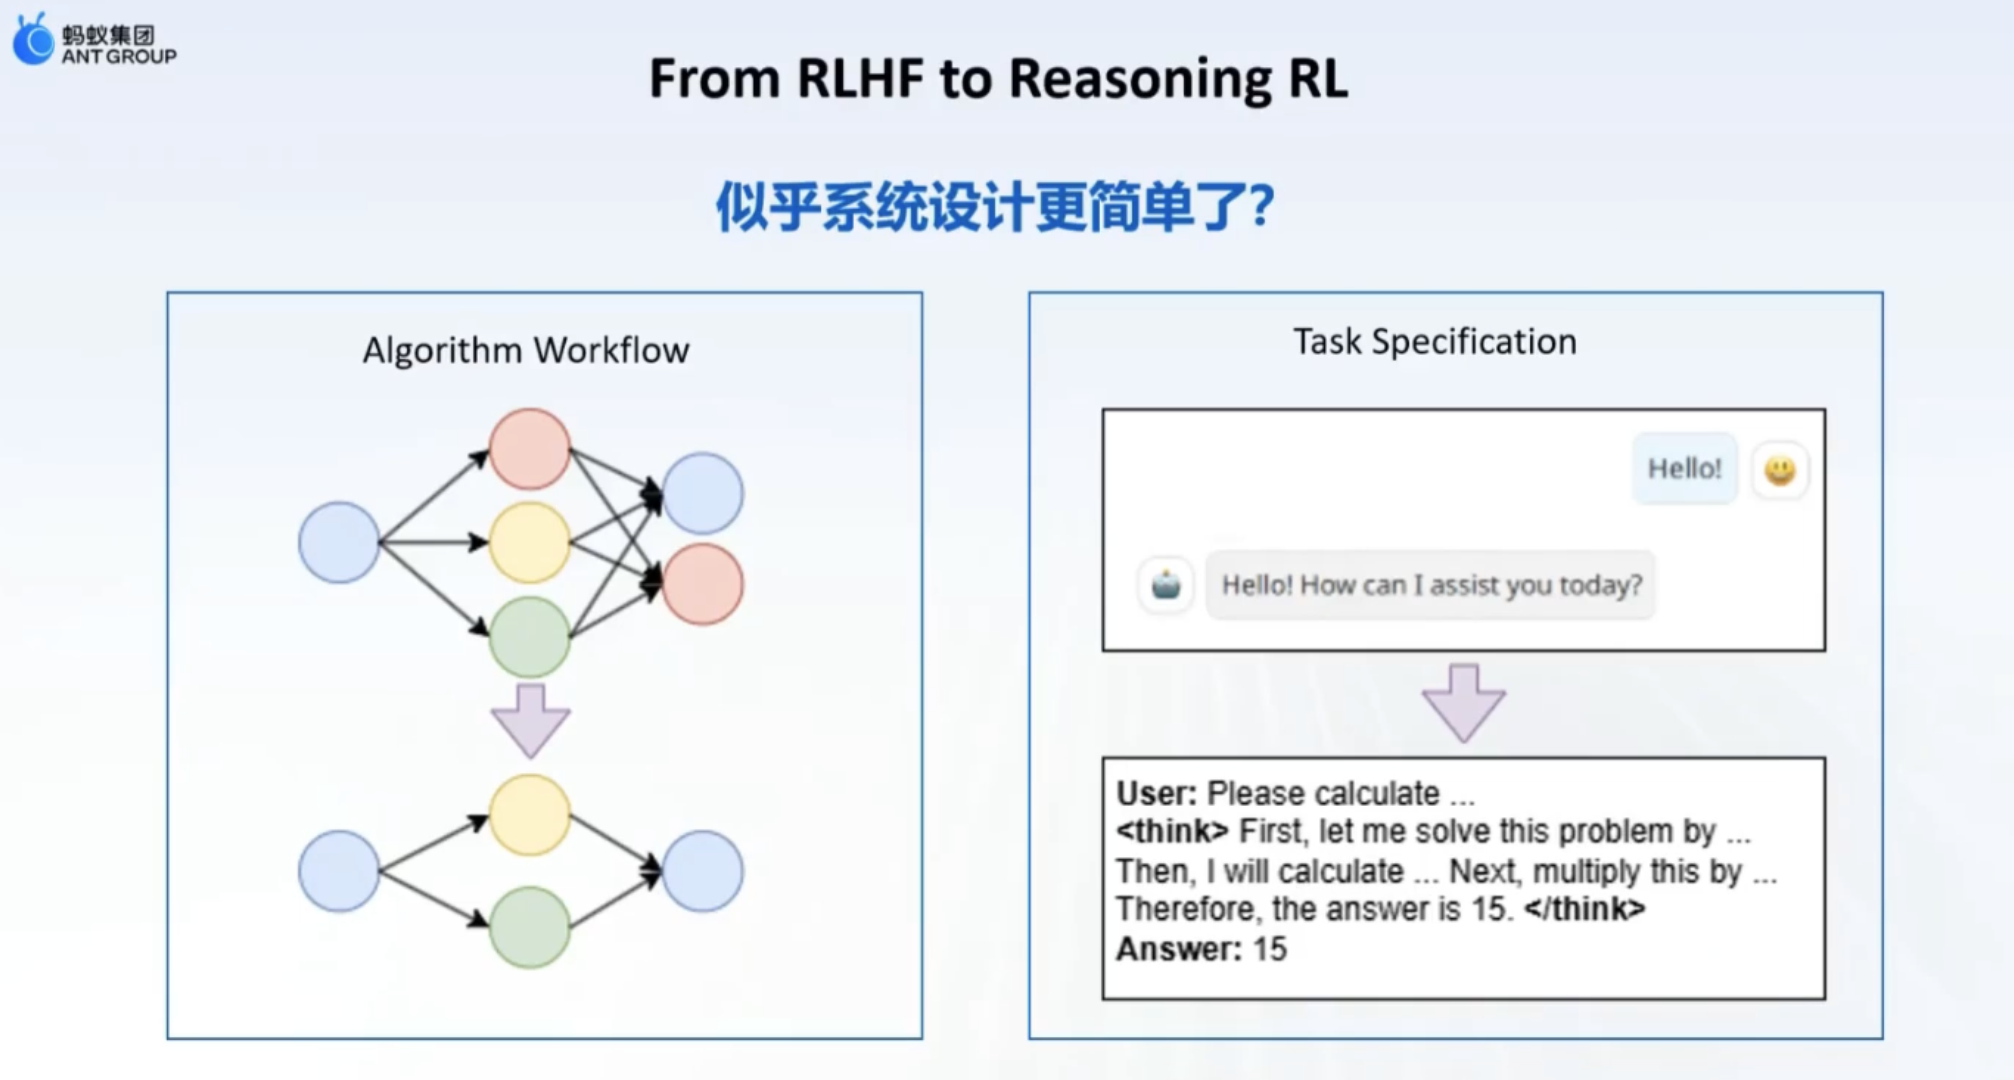 蚂蚁集团
ANT GROUP
From RLHF to Reasoning RL
似乎系统设计更简单了?
Algorithm Workflow
Task Specification
Hello!
Hello! How can I assist you today?
User: Please calculate ...
<think> First, let me solve this problem by ...
Then, I will calculate ... Next, multiply this by ...
Therefore, the answer is 15. </think>
Answer: 15